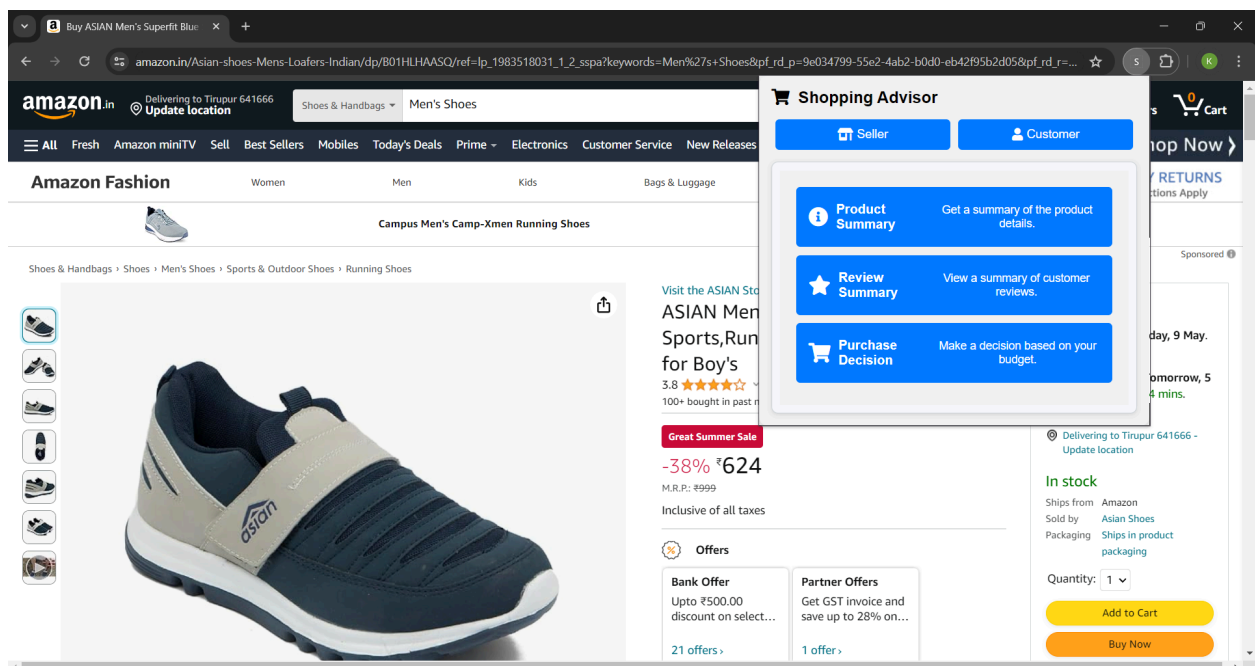 Buy ASIAN Men's Superfit Blue
amazon.in/Asian-shoes-Mens-Loafers-Indian/dp/B01HLHAASQ/ref=lp_1983518031_1_2_sspa?keywords=Men%27s+Shoes&pf_rd_p=9e034799-55e2-4ab2-b0d0-eb42f95b2d05&pf_rd_r=...
S
K
amazon.in
Delivering to Tirupur 641666
Update location
Shoes & Handbags
Men's Shoes
0
Cart
All Fresh Amazon miniTV Sell Best Sellers Mobiles Today's Deals Prime Electronics Customer Service New Releases
hop Now
Amazon Fashion Women Men Kids Bags & Luggage
RETURNS
tions Apply
Campus Men's Camp-Xmen Running Shoes
Sponsored
Shopping Advisor
Seller
Customer
Product Summary
Get a summary of the product details.
Review Summary
View a summary of customer reviews.
Purchase Decision
Make a decision based on your budget.
Shoes & Handbags › Shoes › Men's Shoes › Sports & Outdoor Shoes › Running Shoes
asian
Visit the ASIAN Sto
ASIAN Men
Sports,Run
for Boy's
3.8
100+ bought in past
Great Summer Sale
-38% ₹624
M.R.P.: ₹999
Inclusive of all taxes
Offers
Bank Offer
Upto ₹500.00
discount on select...
21 offers ›
Partner Offers
Get GST invoice and
save up to 28% on...
1 offer ›
day, 9 May.
omorrow, 5
4 mins.
Delivering to Tirupur 641666 -
Update location
In stock
Ships from Amazon
Sold by Asian Shoes
Packaging Ships in product
packaging
Quantity: 1
Add to Cart
Buy Now